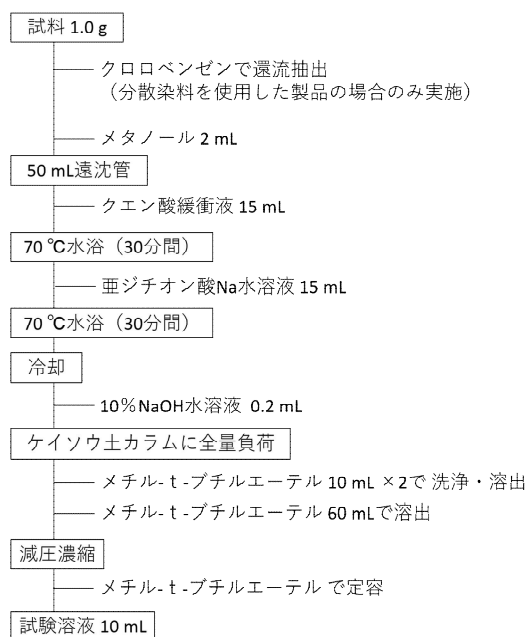 試料 1.0 g
クロロベンゼンで還流抽出
（分散染料を使用した製品の場合のみ実施）
メタノール 2 mL
50 mL遠沈管
クエン酸緩衝液 15 mL
70 ℃水浴（30分間）
亜ジチオン酸Na水溶液 15 mL
70 ℃水浴（30分間）
冷却
10％NaOH水溶液 0.2 mL
ケイソウ土カラムに全量負荷
メチル-ｔ-ブチルエーテル 10 mL ×2で 洗浄・溶出
メチル-ｔ-ブチルエーテル 60 mLで溶出
減圧濃縮
メチル-ｔ-ブチルエーテル で定容
試験溶液 10 mL